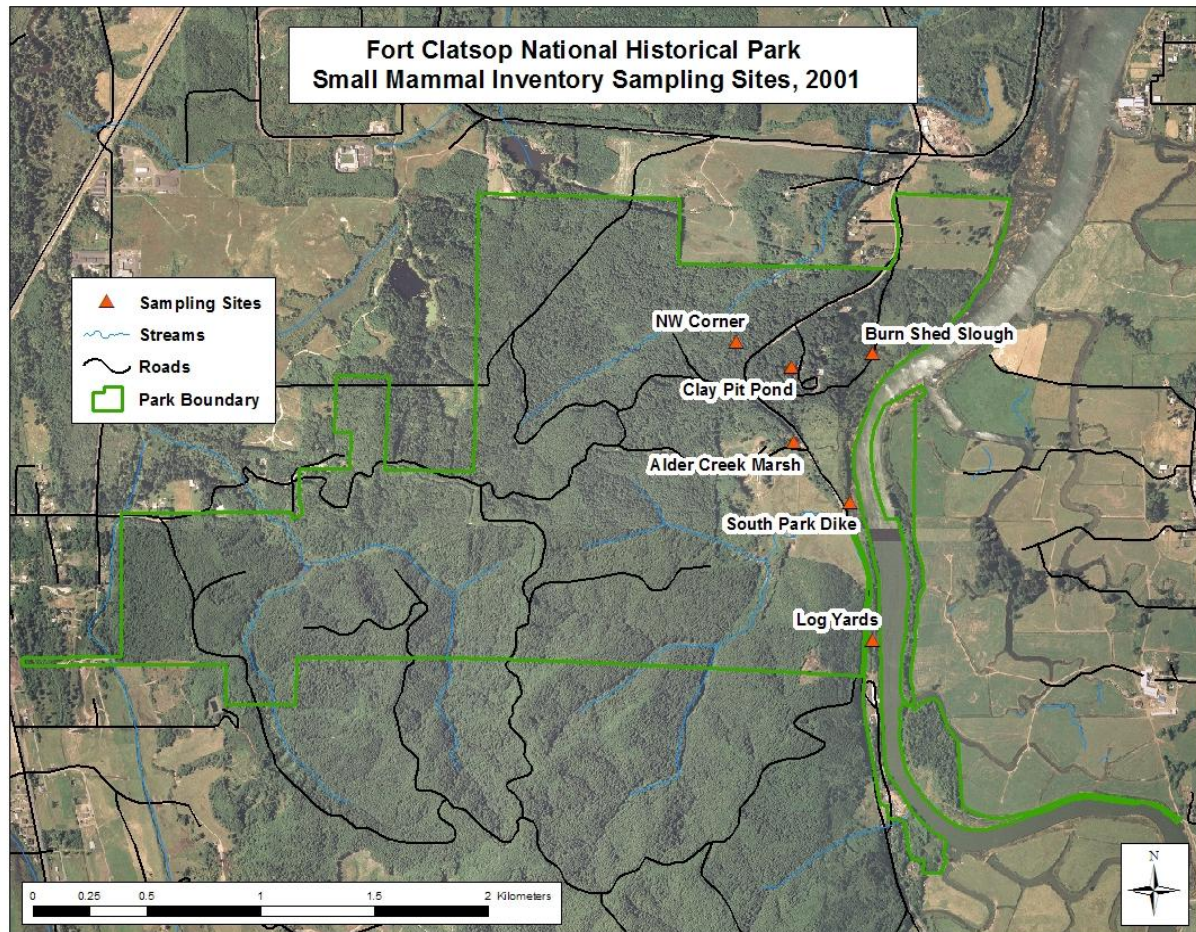 Fort Clatsop National Historical Park
Small Mammal Inventory Sampling Sites, 2001
Sampling Sites
Streams
Roads
Park Boundary
NW Corner
Burn Shed Slough
Clay Pit Pond
Alder Creek Marsh
South Park Dike
Log Yards
0 0.25 0.5 1 1.5 2 Kilometers
N